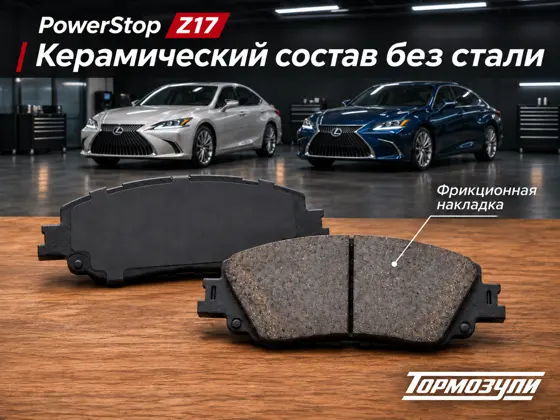 PowerStop Z17
Керамический состав без стали
Фрикционная
накладка
Тормозули